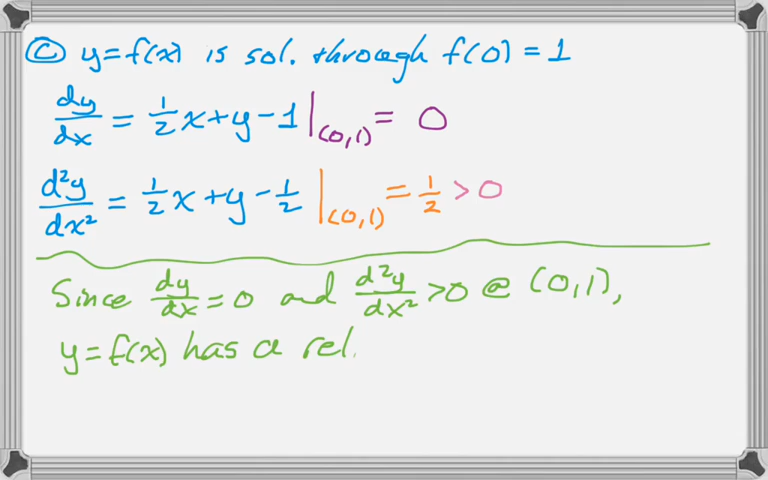 Ⓒ y=f(x) is sol. through f(0) = 1
dy/dx = 1/2 x + y - 1 |(0,1) = 0
d²y/dx² = 1/2 x + y - 1/2 |(0,1) = 1/2 > 0
Since dy/dx = 0 and d²y/dx² > 0 @ (0,1),
y=f(x) has a rel.